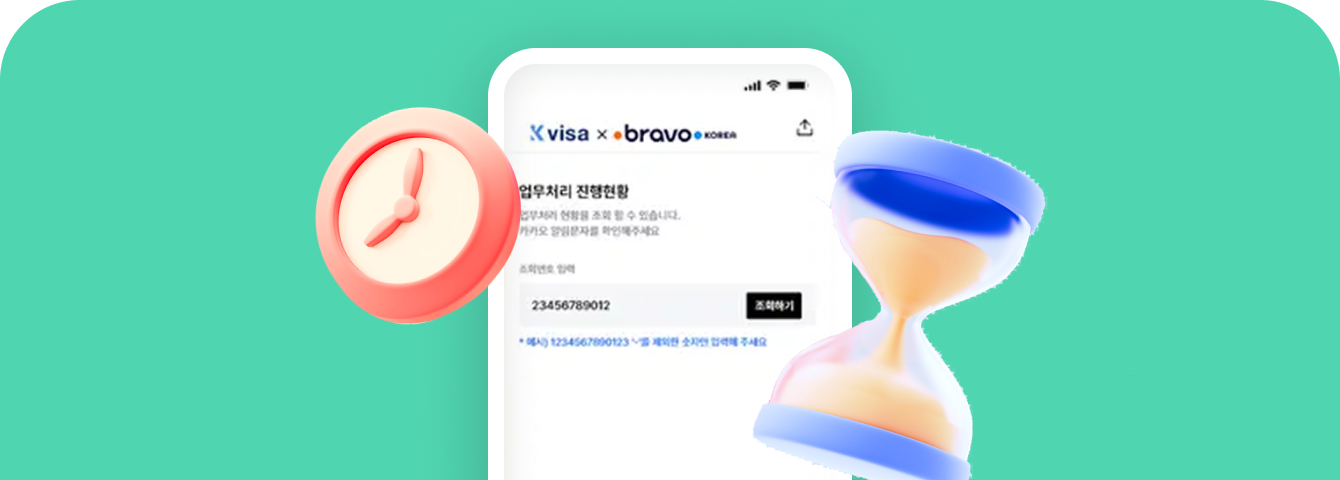 K visa × bravo KOREA
업무처리 진행현황
업무처리 현황을 조회 할 수 있습니다.
카카오 알림문자를 확인해주세요
조회번호 입력
23456789012
조회하기
* 예시) 1234567890123 '-'를 제외한 숫자만 입력해 주세요